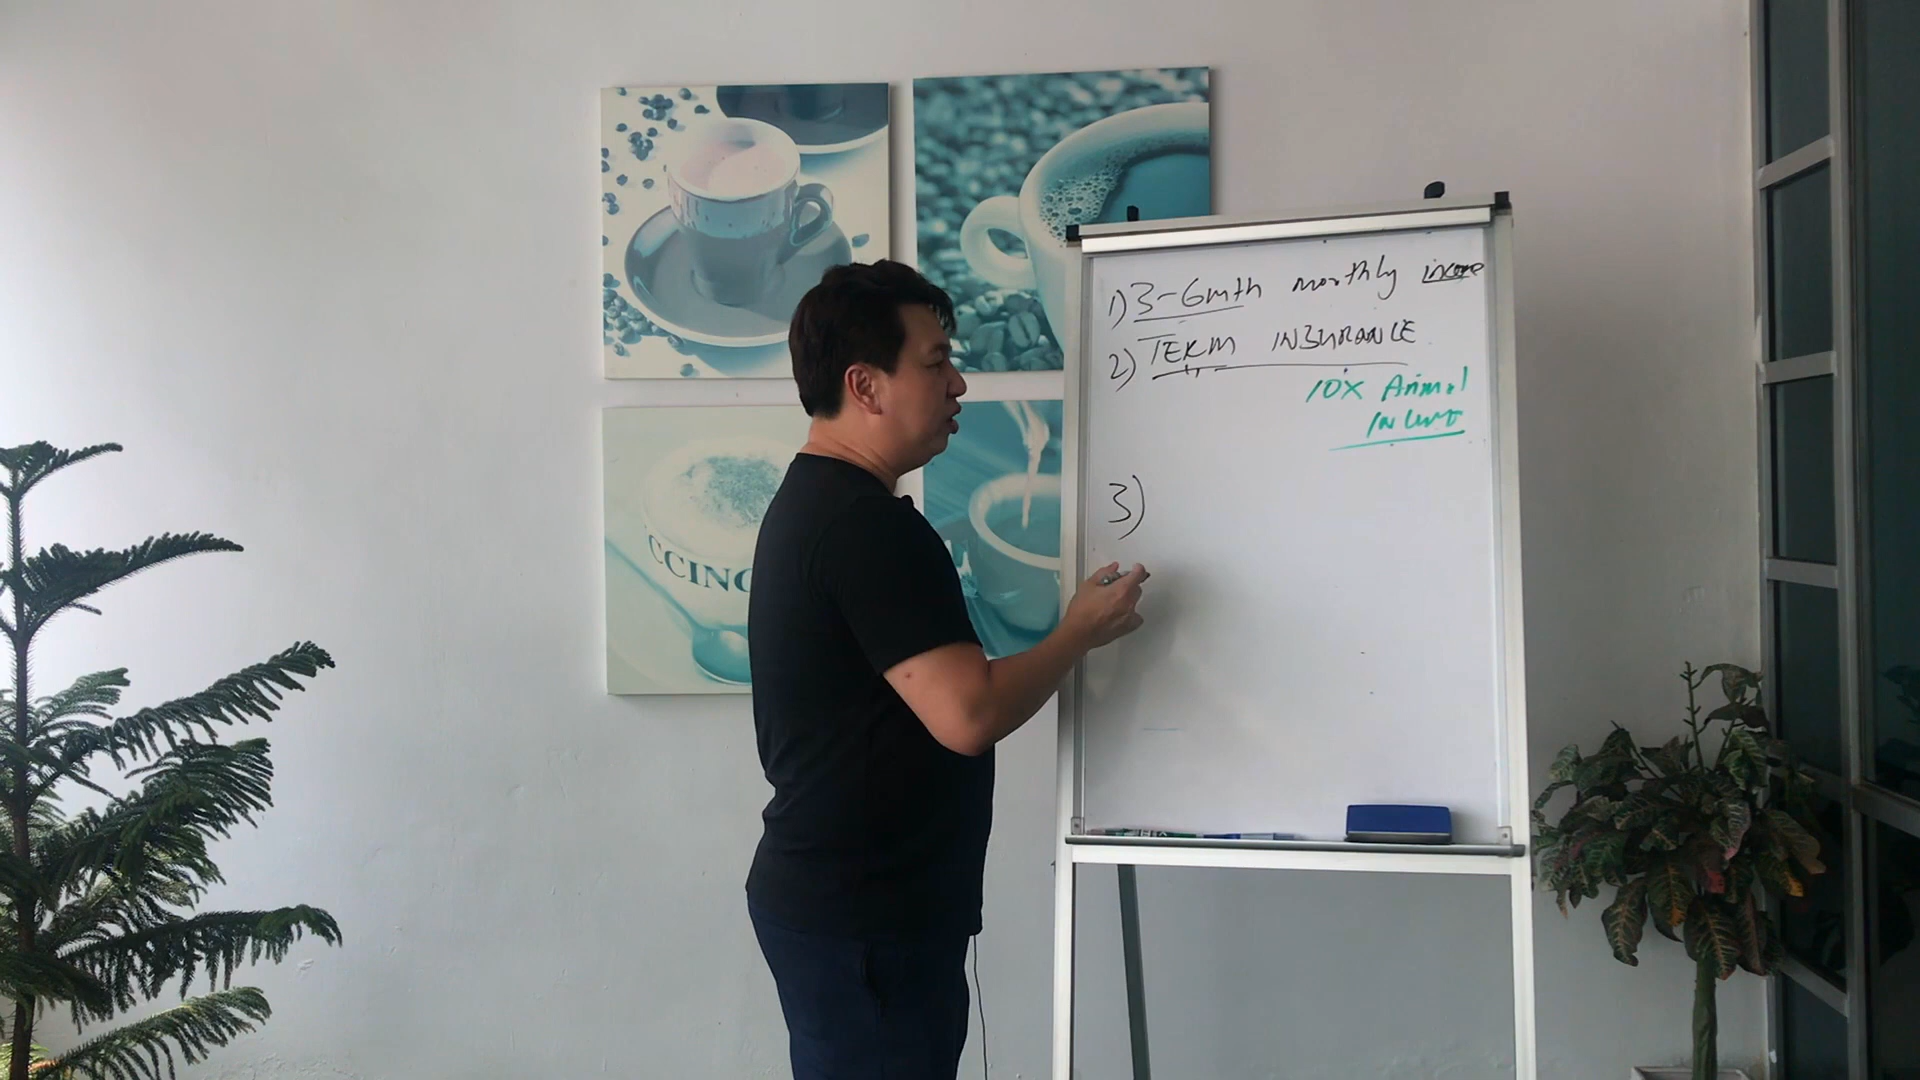 CCINO
1) 3-6mth monthly income
2) TERM INSURANCE
10X Annual
Income
3)